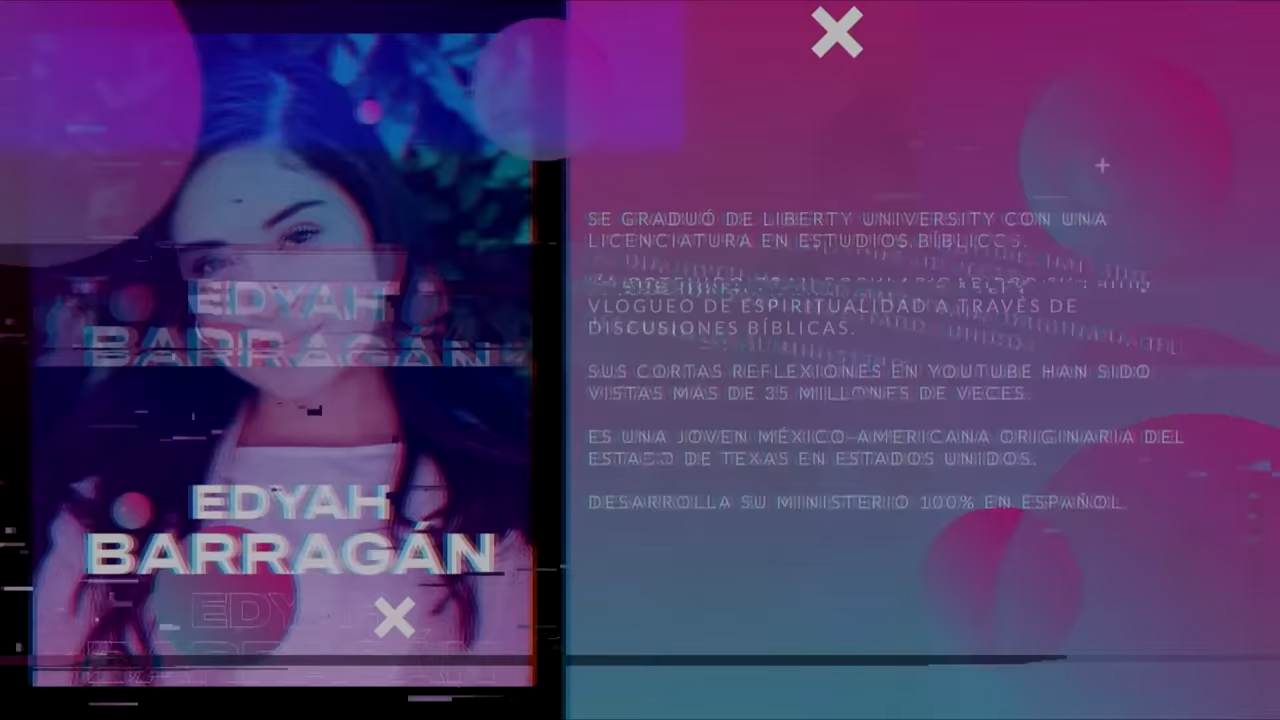 EDYAH
BARRAGÁN
EDYAH
BARRAGÁN
SE GRADUÓ DE LIBERTY UNIVERSITY CON UNA
LICENCIATURA EN ESTUDIOS BÍBLICOS.
VLOGUEO DE ESPIRITUALIDAD A TRAVÉS DE
DISCUSIONES BÍBLICAS.
SUS CORTAS REFLEXIONES EN YOUTUBE HAN SIDO
VISTAS MAS DE 35 MILLONES DE VECES.
ES UNA JOVEN MÉXICO-AMERICANA ORIGINARIA DEL
ESTADO DE TEXAS EN ESTADOS UNIDOS.
DESARROLLA SU MINISTERIO 100% EN ESPAÑOL